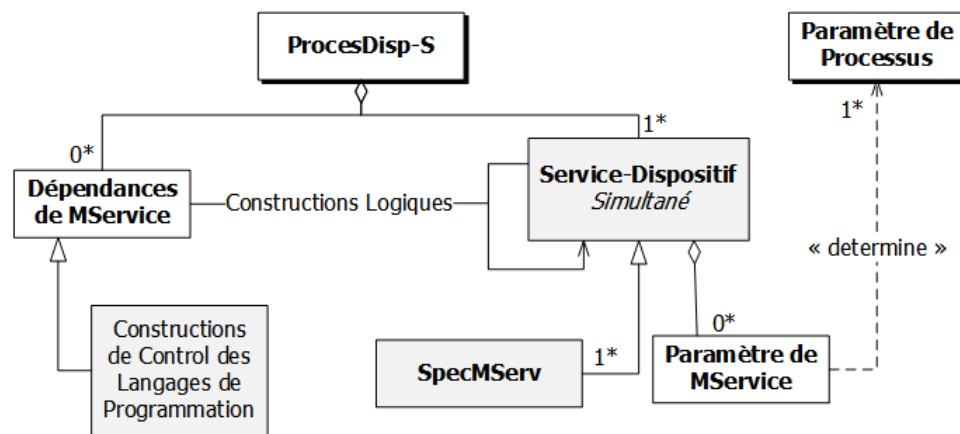 ProcesDisp-S
Paramètre de
Processus
1*
0*
1*
Dépendances
de MService
Constructions Logiques
Service-Dispositif
Simultané
« determine »
Constructions
de Control des
Langages de
Programmation
SpecMServ
1*
0*
Paramètre de
MService